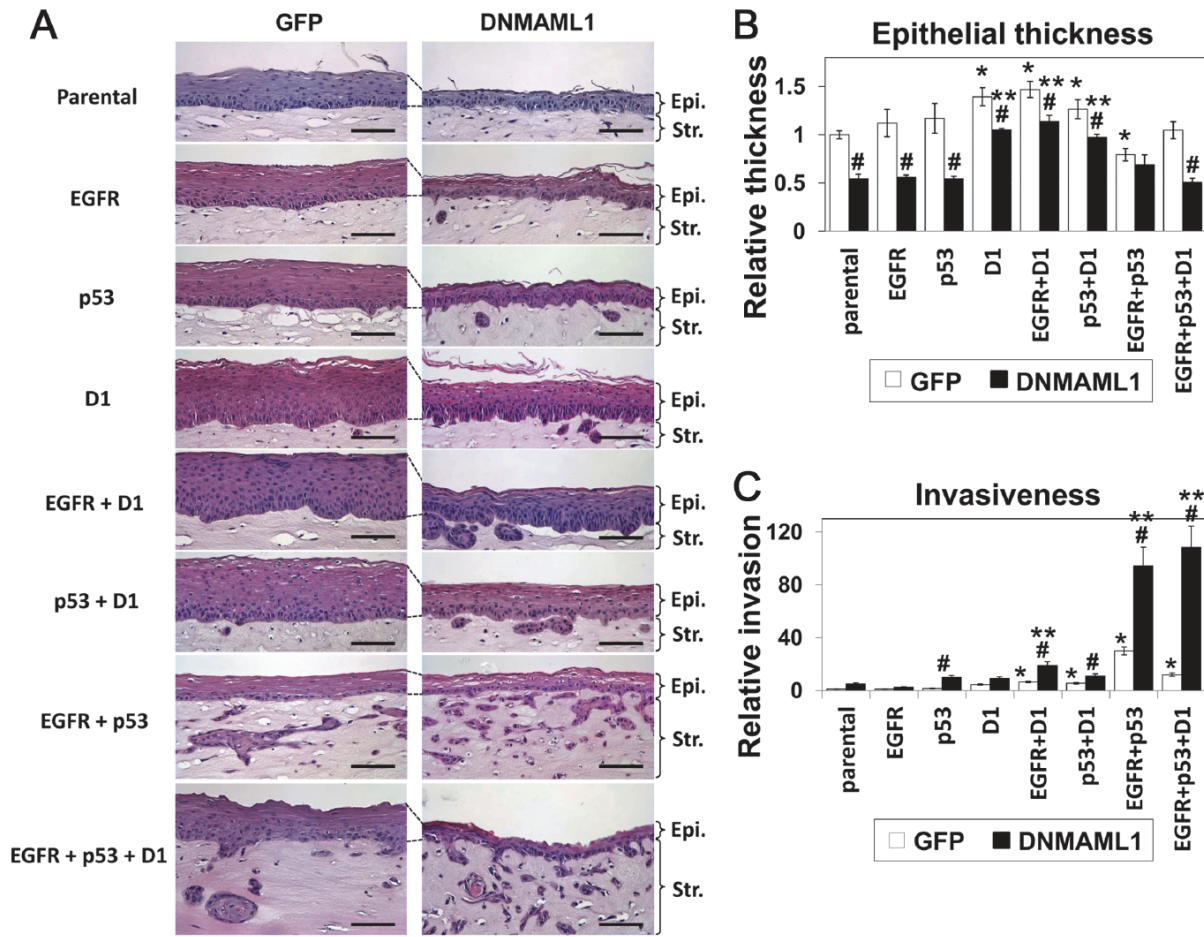 A
GFP
DNMAML1
Parental
Epi.
Str.
EGFR
Epi.
Str.
p53
Epi.
Str.
D1
Epi.
Str.
EGFR + D1
Epi.
Str.
p53 + D1
Epi.
Str.
EGFR + p53
Epi.
Str.
EGFR + p53 + D1
Epi.
Str.
B
Epithelial thickness
Relative thickness
1.5
1
0.5
0
# # # * ** # * ** # * ** # * #
parental
EGFR
p53
D1
EGFR+D1
p53+D1
EGFR+p53
EGFR+p53+D1
GFP
DNMAML1
C
Invasiveness
Relative invasion
120
80
40
0
# * ** # * # * ** # * ** #
parental
EGFR
p53
D1
EGFR+D1
p53+D1
EGFR+p53
EGFR+p53+D1
GFP
DNMAML1